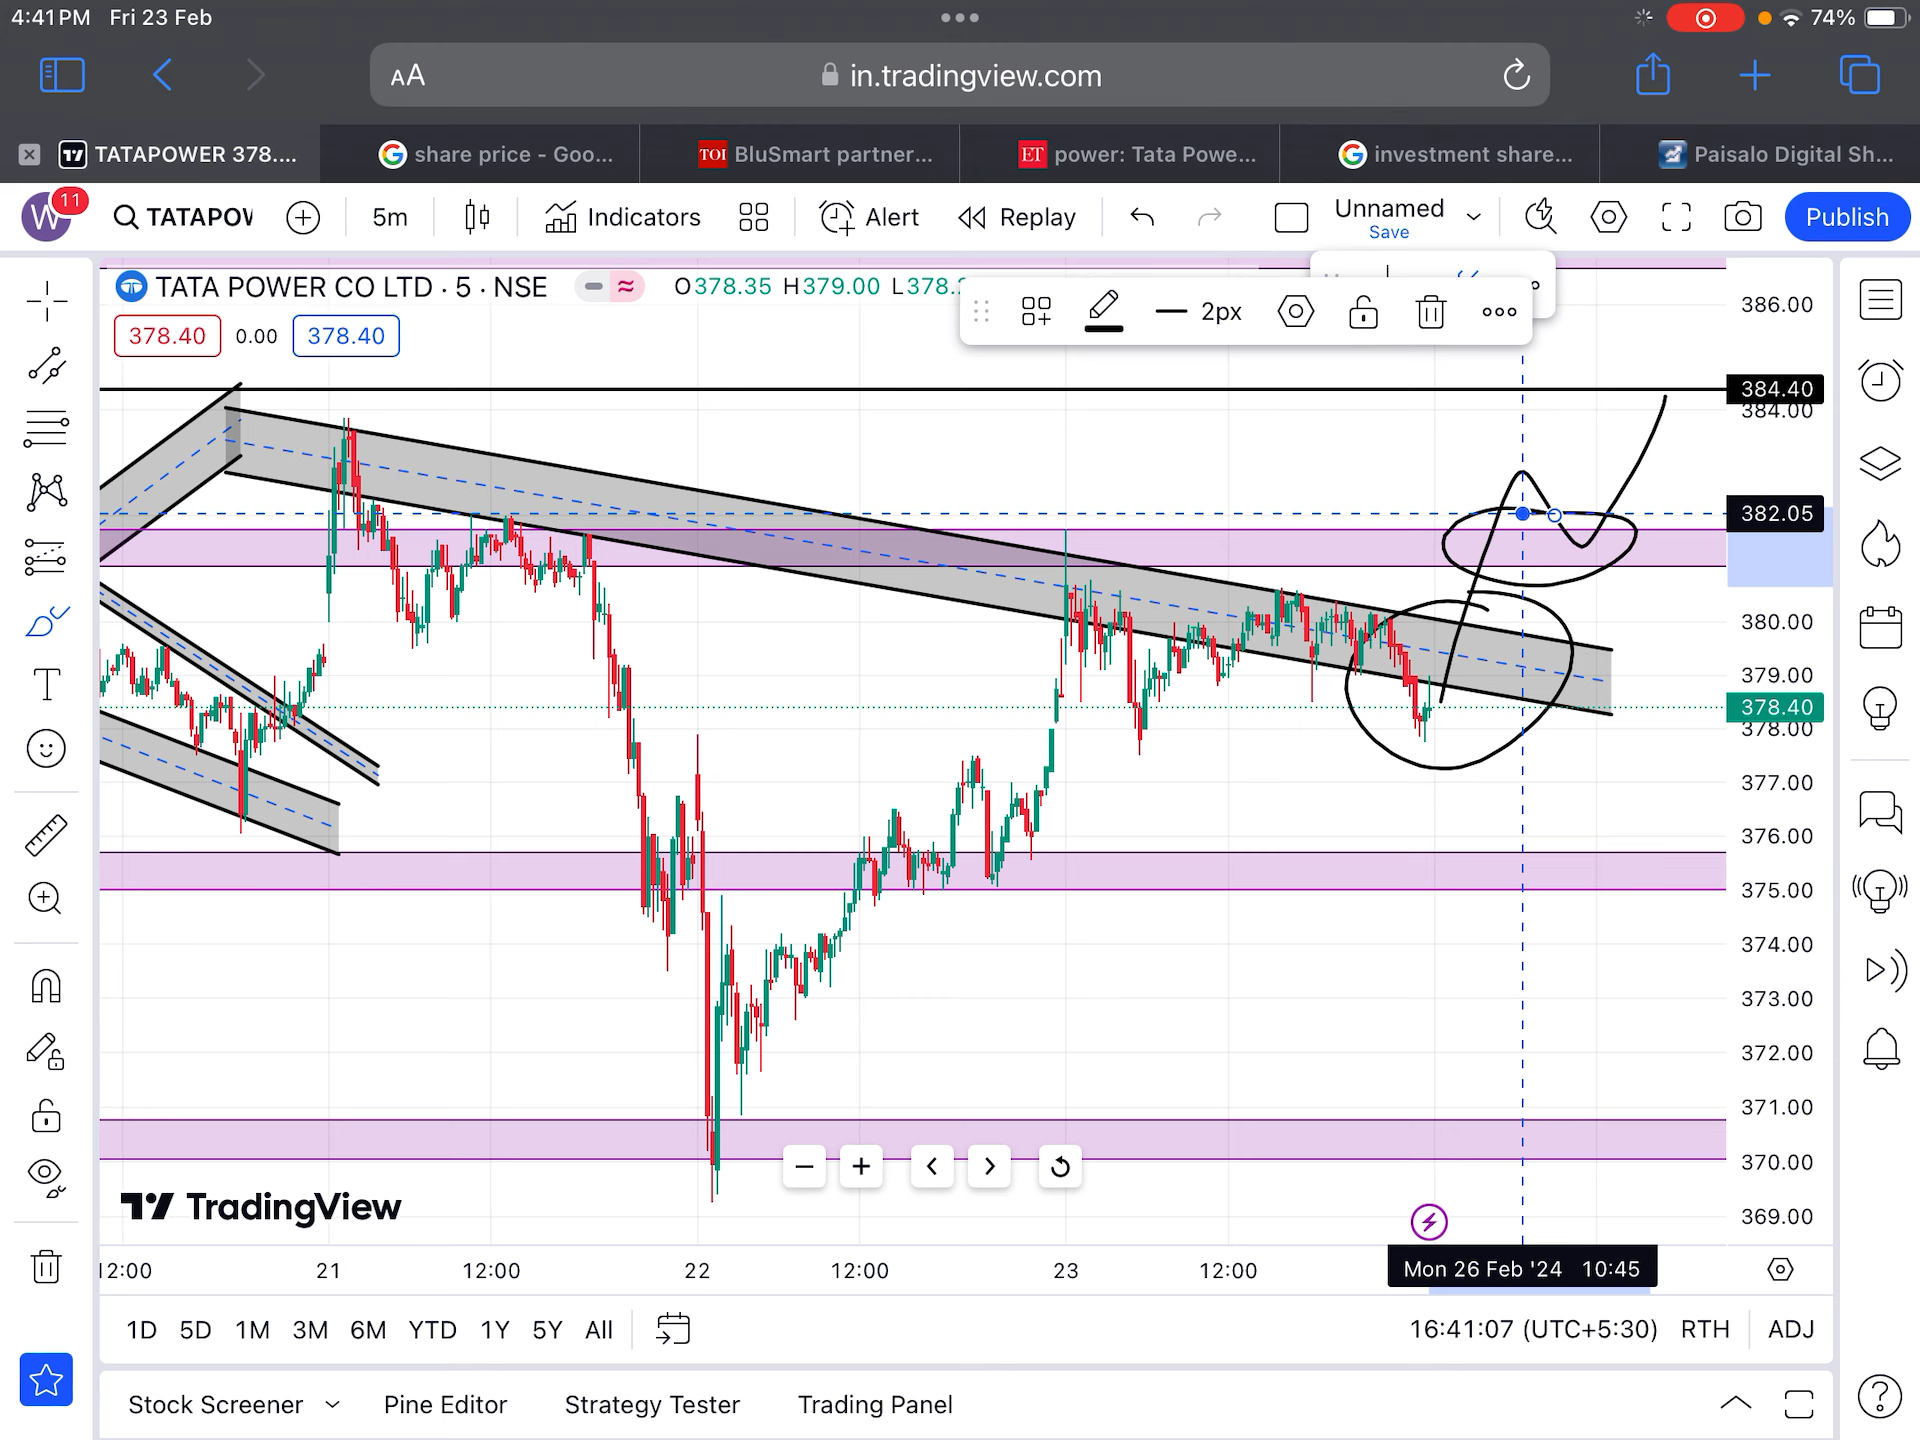 4:41 PM Fri 23 Feb
74%
AA
in.tradingview.com
TATAPOWER 378....
share price - Goo...
TOI BluSmart partner...
ET power: Tata Powe...
investment share...
Paisalo Digital Sh...
W 11
TATAPOW
5m
Indicators
Alert
Replay
Unnamed
Save
Publish
TATA POWER CO LTD · 5 · NSE
O378.35 H379.00 L378.
378.40 0.00 378.40
2px
386.00
384.40
384.00
382.05
380.00
379.00
378.40
378.00
377.00
376.00
375.00
374.00
373.00
372.00
371.00
370.00
369.00
TradingView
12:00 21 12:00 22 12:00 23 12:00
Mon 26 Feb '24 10:45
1D 5D 1M 3M 6M YTD 1Y 5Y All
16:41:07 (UTC+5:30) RTH ADJ
Stock Screener Pine Editor Strategy Tester Trading Panel